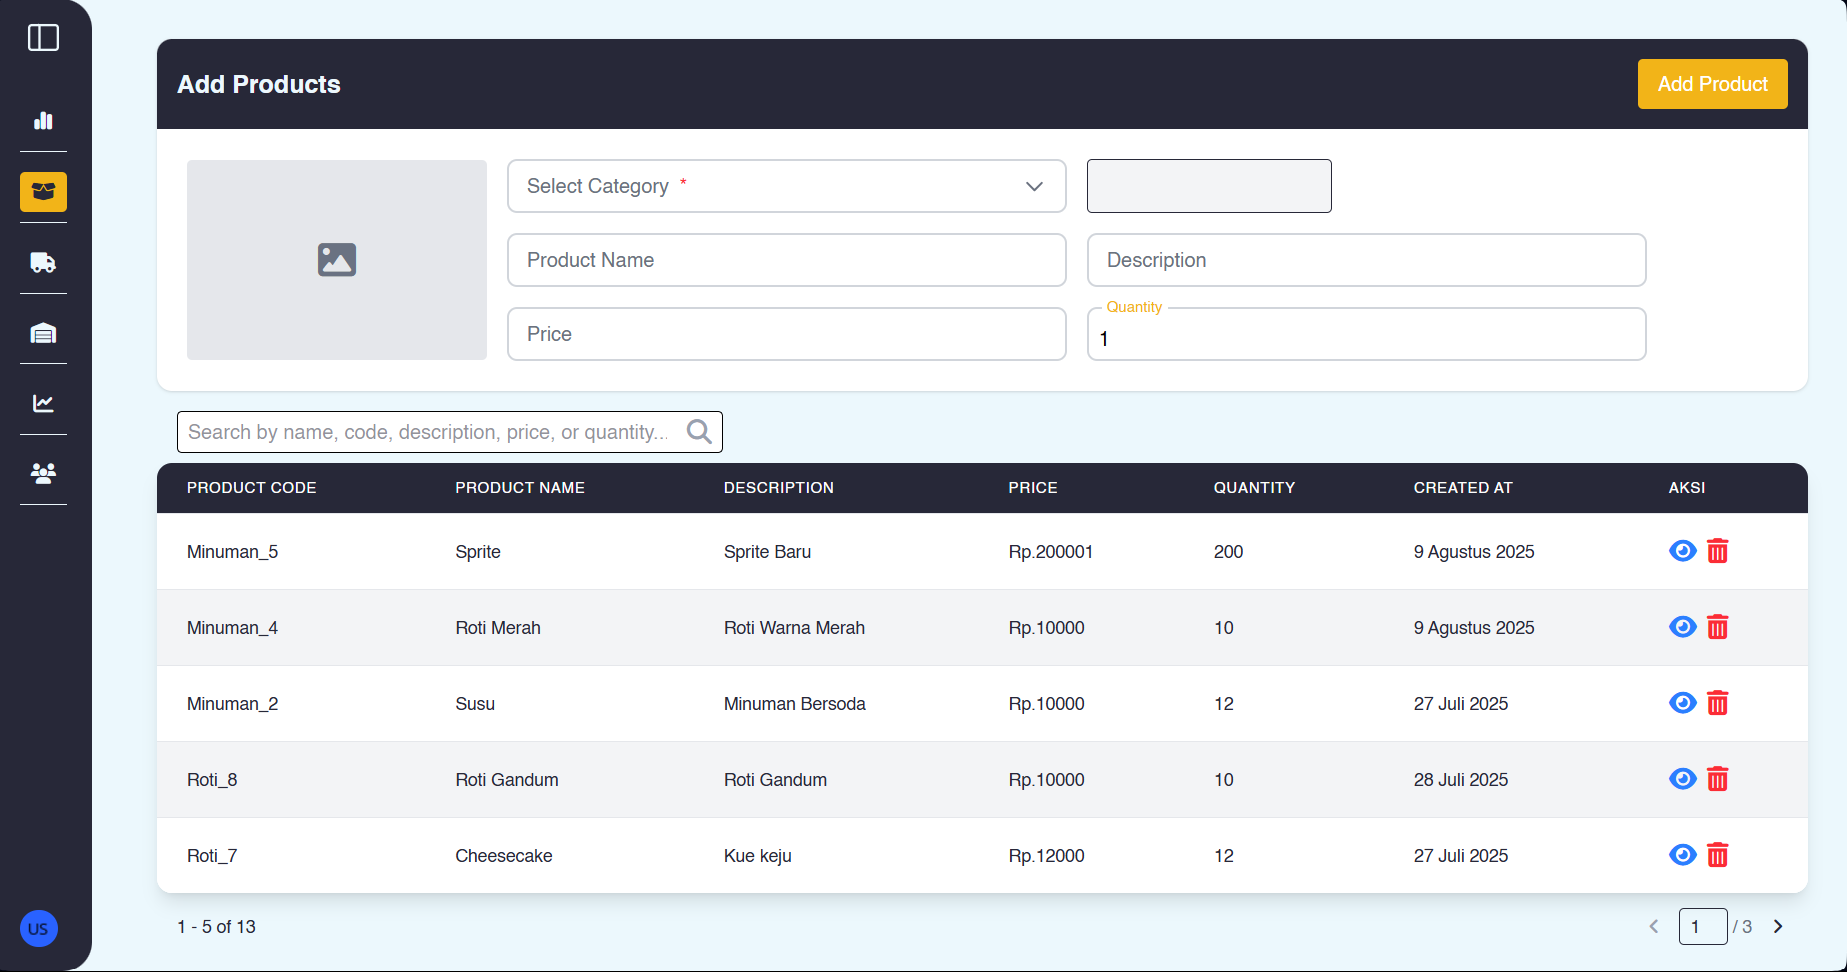 Add Products
Add Product
Select Category *
Product Name
Description
Price
Quantity
1
Search by name, code, description, price, or quantity...
PRODUCT CODE PRODUCT NAME DESCRIPTION PRICE QUANTITY CREATED AT AKSI
Minuman_5 Sprite Sprite Baru Rp.200001 200 9 Agustus 2025
Minuman_4 Roti Merah Roti Warna Merah Rp.10000 10 9 Agustus 2025
Minuman_2 Susu Minuman Bersoda Rp.10000 12 27 Juli 2025
Roti_8 Roti Gandum Roti Gandum Rp.10000 10 28 Juli 2025
Roti_7 Cheesecake Kue keju Rp.12000 12 27 Juli 2025
US
1 - 5 of 13
1 / 3